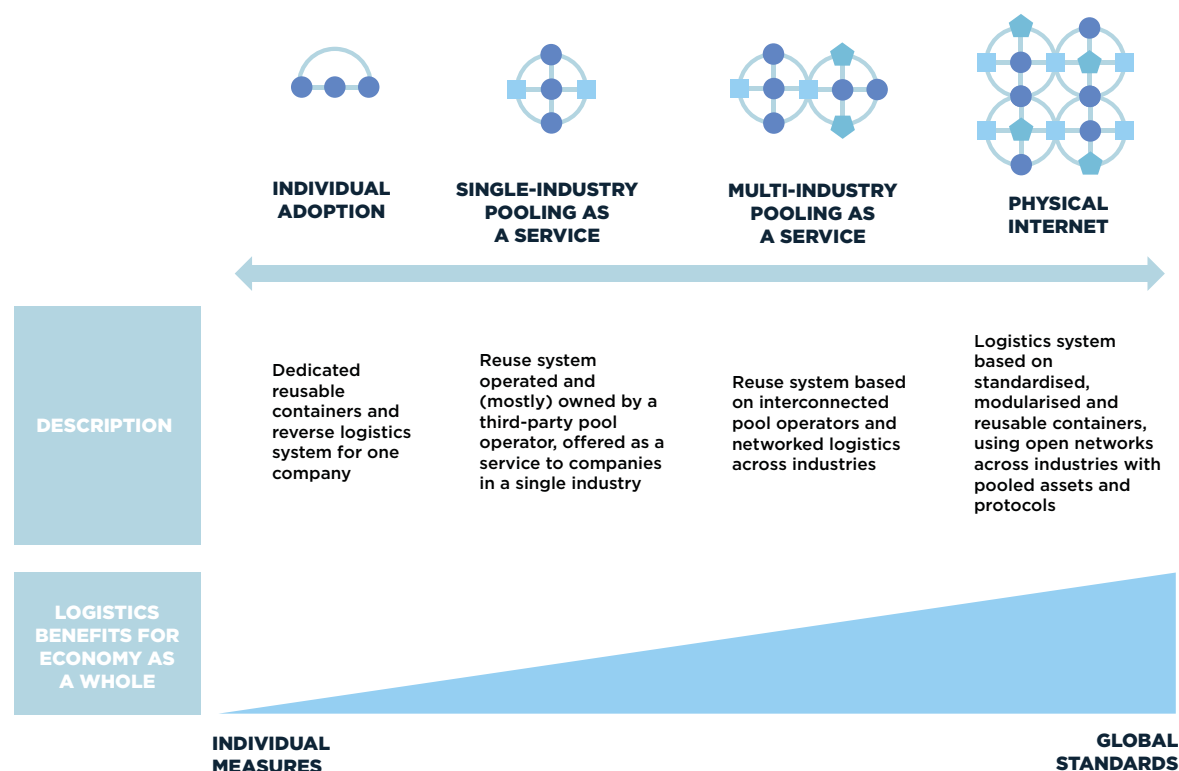 INDIVIDUAL
ADOPTION
SINGLE-INDUSTRY
POOLING AS
A SERVICE
MULTI-INDUSTRY
POOLING AS
A SERVICE
PHYSICAL
INTERNET
DESCRIPTION
Dedicated
reusable
containers and
reverse logistics
system for one
company
Reuse system
operated and
(mostly) owned by a
third-party pool
operator, offered as a
service to companies
in a single industry
Reuse system based
on interconnected
pool operators and
networked logistics
across industries
Logistics system
based on
standardised,
modularised and
reusable containers,
using open networks
across industries with
pooled assets and
protocols
LOGISTICS
BENEFITS FOR
ECONOMY AS
A WHOLE
INDIVIDUAL
MEASURES
GLOBAL
STANDARDS